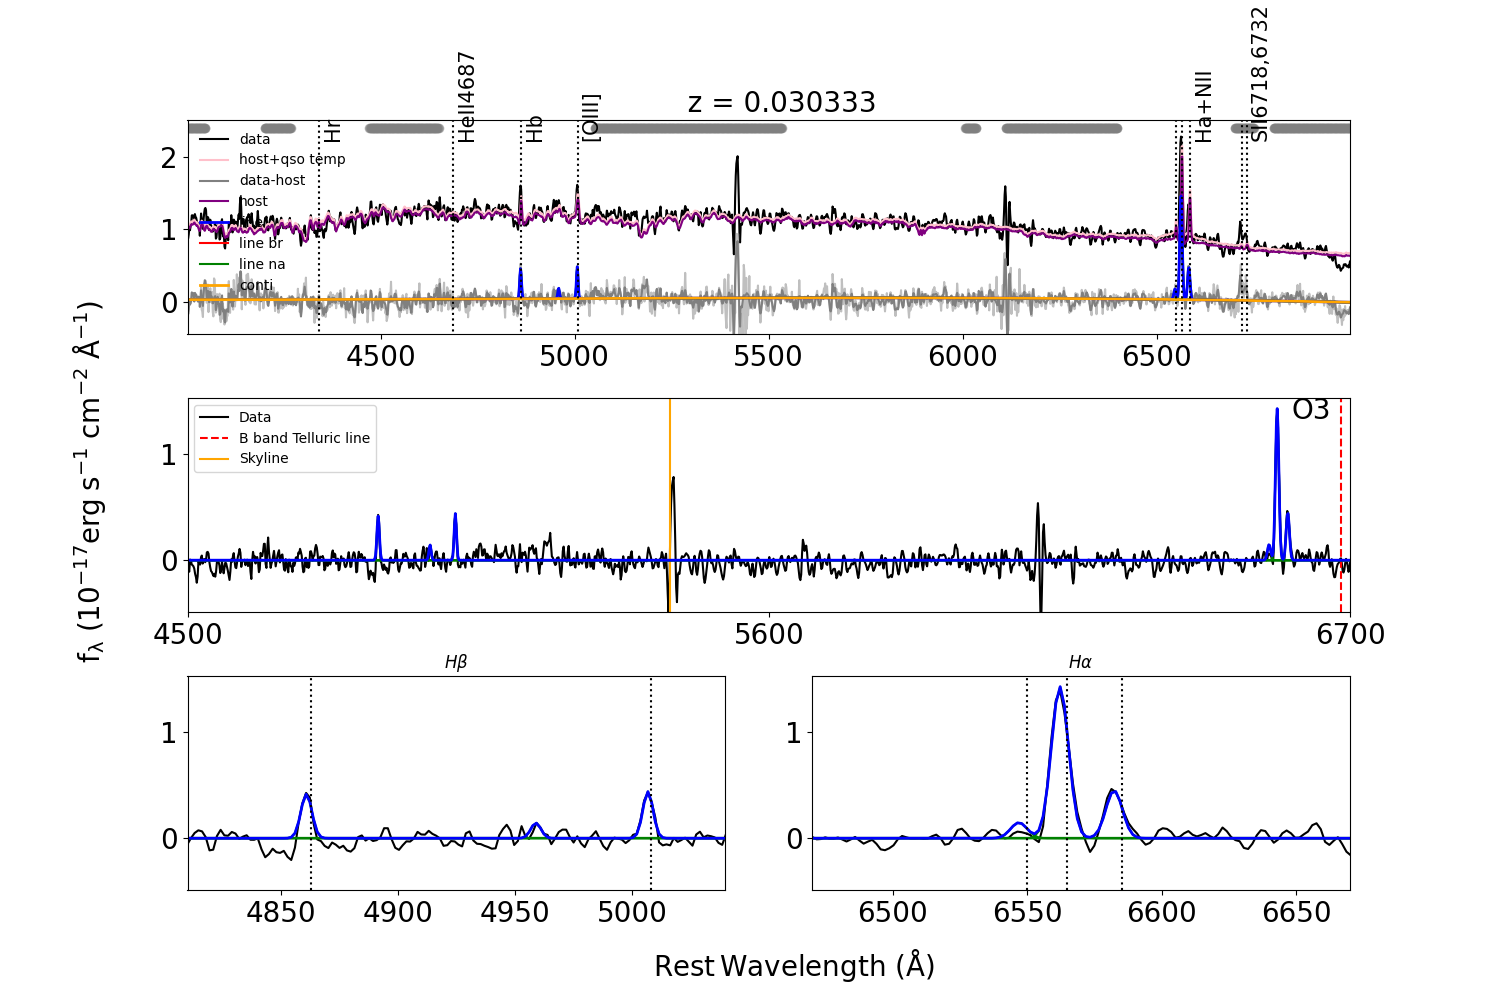 z = 0.030333
Hr
HeII4687
Hb
[OIII]
Ha+NII
SII6718,6732
data
host+qso temp
data-host
host
line br
line na
conti
2
1
0
4500 5000 5500 6000 6500
fλ (10⁻¹⁷erg s⁻¹ cm⁻² Å⁻¹)
Data
B band Telluric line
Skyline
O3
1
0
4500 5600 6700
Hβ
1
0
4850 4900 4950 5000
Hα
1
0
6500 6550 6600 6650
Rest Wavelength (Å)